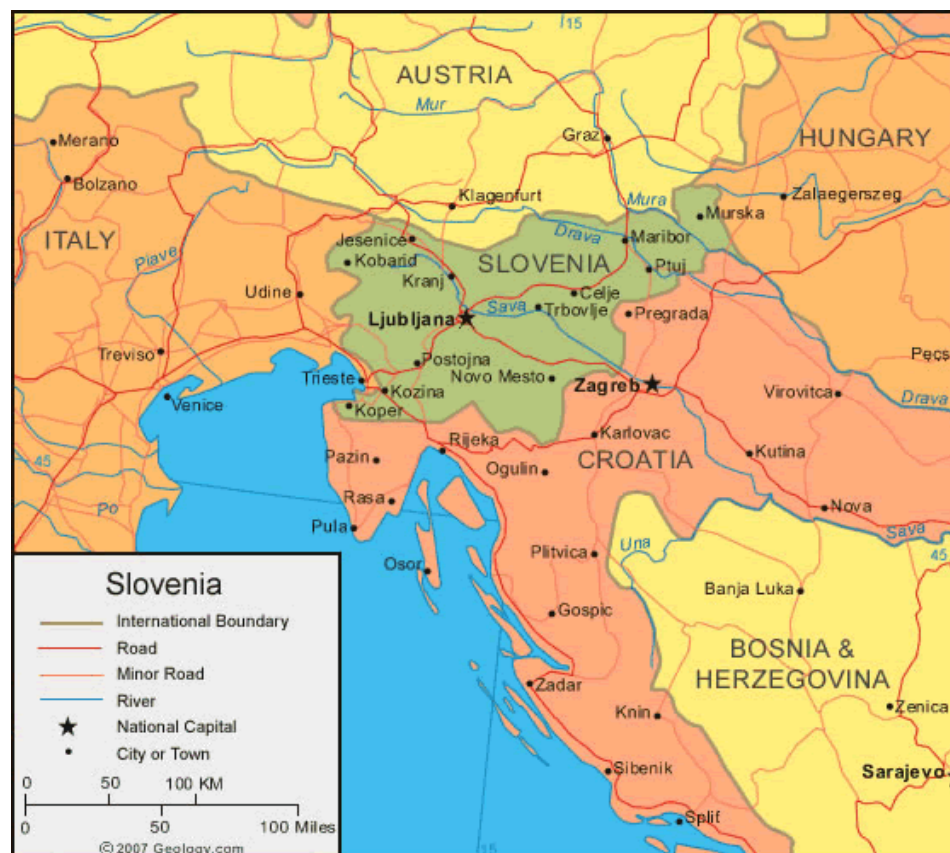 15
AUSTRIA
Mur
Graz
HUNGARY
Merano
Bolzano
Klagenfurt
Zalaegerszeg
Mura
Murska
ITALY
Jesenice
Drava
Maribor
Piave
Kobarid
SLOVENIA
Ptuj
Kranj
Udine
Celje
Sava
Trbovlje
Pregrada
Ljubljana
Treviso
Postojna
Pecs
Trieste
Novo Mesto
Zagreb
Kozina
Virovitca
Drava
Venice
Koper
Rijeka
Karlovac
45
Pazin
Ogulin
CROATIA
Kutina
Po
Rasa
Nova
Pula
Sava
Una
Plitvica
45
Osor
Banja Luka
Gospic
BOSNIA &
HERZEGOVINA
Zadar
Knin
Zenica
Sibenik
Sarajevo
Split
15
Slovenia
International Boundary
Road
Minor Road
River
National Capital
City or Town
0 50 100 KM
0 50 100 Miles
© 2007 Geology.com